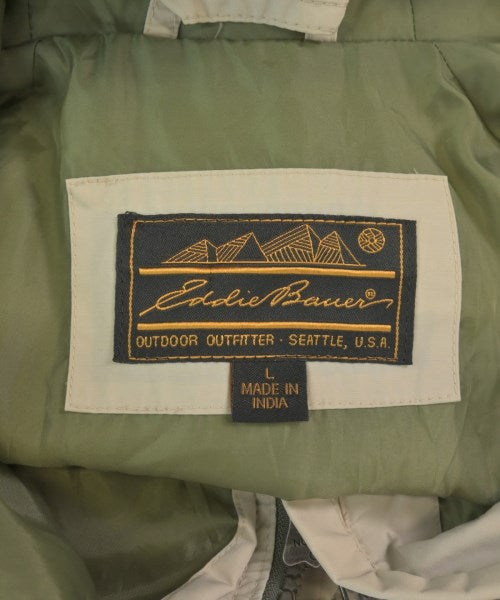 Eddie Bauer®
OUTDOOR OUTFITTER · SEATTLE, U.S.A.
L
MADE IN
INDIA